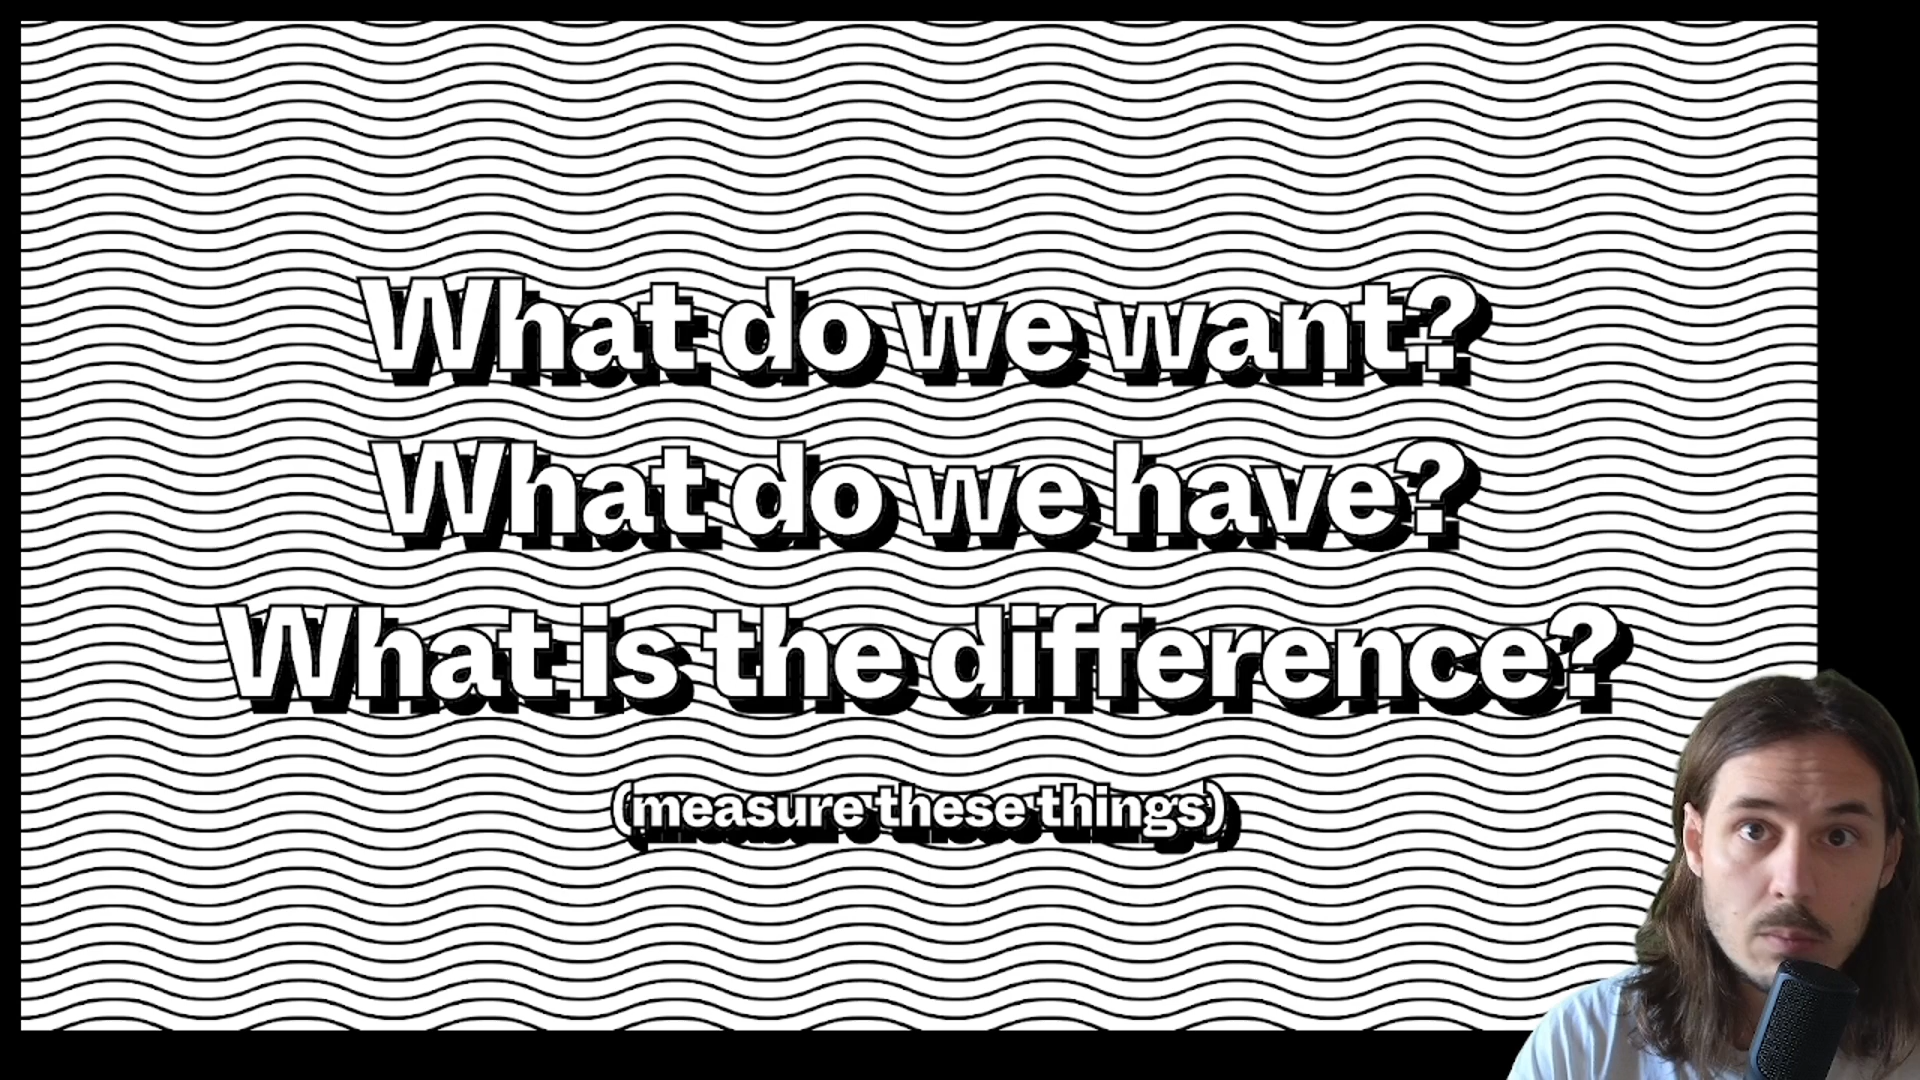 What do we want?
What do we have?
What is the difference?
(measure these things)